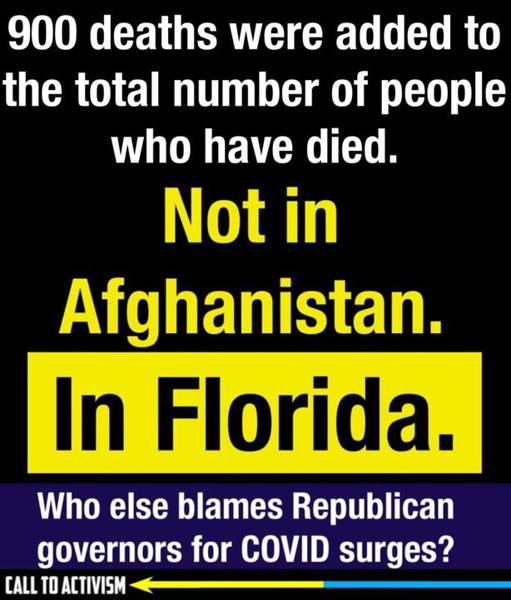 900 deaths were added to
the total number of people
who have died.
Not in
Afghanistan.
In Florida.
Who else blames Republican
governors for COVID surges?
CALL TO ACTIVISM